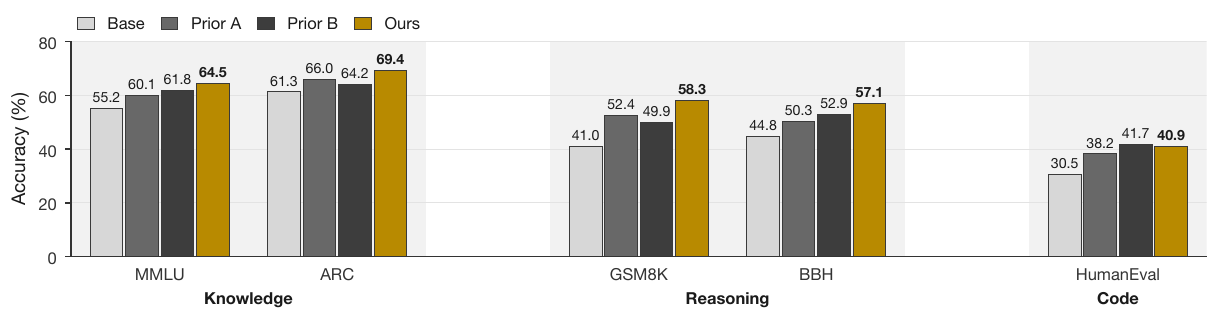 Base Prior A Prior B Ours
Accuracy (%)
80
60
40
20
0
55.2 60.1 61.8 64.5
61.3 66.0 64.2 69.4
41.0 52.4 49.9 58.3
44.8 50.3 52.9 57.1
30.5 38.2 41.7 40.9
MMLU ARC GSM8K BBH HumanEval
Knowledge Reasoning Code